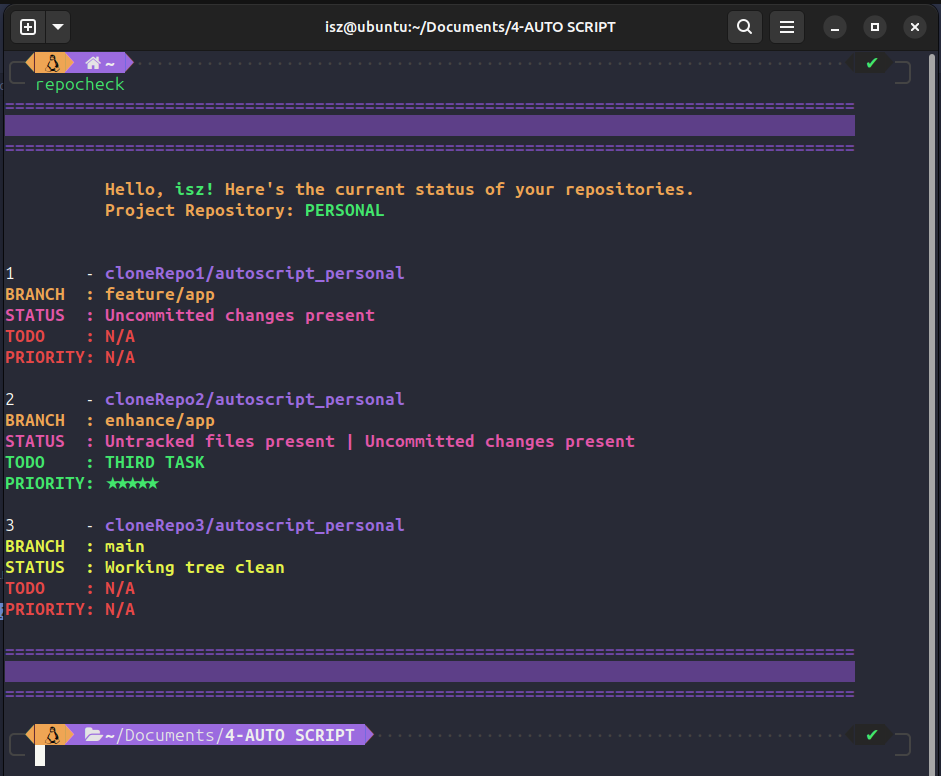 isz@ubuntu:~/Documents/4-AUTO SCRIPT
~
✔
repocheck
=====================================================================================
=====================================================================================
Hello, isz! Here's the current status of your repositories.
Project Repository: PERSONAL
1 - cloneRepo1/autoscript_personal
BRANCH : feature/app
STATUS : Uncommitted changes present
TODO : N/A
PRIORITY: N/A
2 - cloneRepo2/autoscript_personal
BRANCH : enhance/app
STATUS : Untracked files present | Uncommitted changes present
TODO : THIRD TASK
PRIORITY: ★★★★★
3 - cloneRepo3/autoscript_personal
BRANCH : main
STATUS : Working tree clean
TODO : N/A
PRIORITY: N/A
=====================================================================================
=====================================================================================
~/Documents/4-AUTO SCRIPT
✔